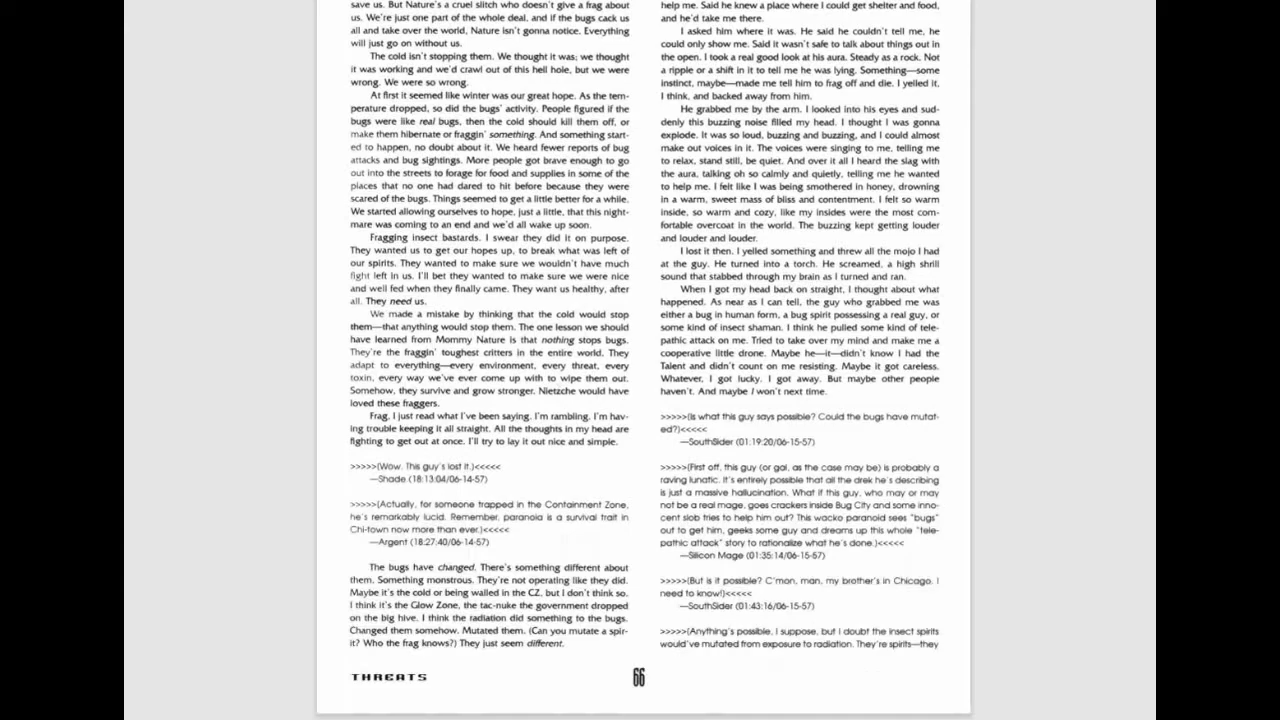 save us. But Nature's a cruel slitch who doesn't give a frag about
us. We're just one part of the whole deal, and if the bugs cack us
all and take over the world, Nature isn't gonna notice. Everything
will just go on without us.
The cold isn't stopping them. We thought it was; we thought
it was working and we'd crawl out of this hell hole, but we were
wrong. We were so wrong.
At first it seemed like winter was our great hope. As the tem-
perature dropped, so did the bugs' activity. People figured if the
bugs were like real bugs, then the cold should kill them off, or
make them hibernate or fraggin' something. And something start-
ed to happen, no doubt about it. We heard fewer reports of bug
attacks and bug sightings. More people got brave enough to go
out into the streets to forage for food and supplies in some of the
places that no one had dared to hit before because they were
scared of the bugs. Things seemed to get a little better for a while.
We started allowing ourselves to hope, just a little, that this night-
mare was coming to an end and we'd all wake up soon.
Fragging insect bastards. I swear they did it on purpose.
They wanted us to get our hopes up, to break what was left of
our spirits. They wanted to make sure we wouldn't have much
fight left in us. I'll bet they wanted to make sure we were nice
and well fed when they finally came. They want us healthy, after
all. They need us.
We made a mistake by thinking that the cold would stop
them—that anything would stop them. The one lesson we should
have learned from Mommy Nature is that nothing stops bugs.
They're the fraggin' toughest critters in the entire world. They
adapt to everything—every environment, every threat, every
toxin, every way we've ever come up with to wipe them out.
Somehow, they survive and grow stronger. Nietzche would have
loved these fraggers.
Frag, I just read what I've been saying. I'm rambling. I'm hav-
ing trouble keeping it all straight. All the thoughts in my head are
fighting to get out at once. I'll try to lay it out nice and simple.
>>>>>(Wow. This guy's lost it.)<<<<<
—Shade (18:13:04/06-14-57)
>>>>>(Actually, for someone trapped in the Containment Zone,
he's remarkably lucid. Remember, paranoia is a survival trait in
Chi-town now more than ever.)<<<<<
—Argent (18:27:40/06-14-57)
The bugs have changed. There's something different about
them. Something monstrous. They're not operating like they did.
Maybe it's the cold or being walled in the CZ, but I don't think so.
I think it's the Glow Zone, the tac-nuke the government dropped
on the big hive. I think the radiation did something to the bugs.
Changed them somehow. Mutated them. (Can you mutate a spir-
it? Who the frag knows?) They just seem different.
help me. Said he knew a place where I could get shelter and food,
and he'd take me there.
I asked him where it was. He said he couldn't tell me, he
could only show me. Said it wasn't safe to talk about things out in
the open. I took a real good look at his aura. Steady as a rock. Not
a ripple or a shift in it to tell me he was lying. Something—some
instinct, maybe—made me tell him to frag off and die. I yelled it,
I think, and backed away from him.
He grabbed me by the arm. I looked into his eyes and sud-
denly this buzzing noise filled my head. I thought I was gonna
explode. It was so loud, buzzing and buzzing, and I could almost
make out voices in it. The voices were singing to me, telling me
to relax, stand still, be quiet. And over it all I heard the slag with
the aura, talking oh so calmly and quietly, telling me he wanted
to help me. I felt like I was being smothered in honey, drowning
in a warm, sweet mass of bliss and contentment. I felt so warm
inside, so warm and cozy, like my insides were the most com-
fortable overcoat in the world. The buzzing kept getting louder
and louder and louder.
I lost it then. I yelled something and threw all the mojo I had
at the guy. He turned into a torch. He screamed, a high shrill
sound that stabbed through my brain as I turned and ran.
When I got my head back on straight, I thought about what
happened. As near as I can tell, the guy who grabbed me was
either a bug in human form, a bug spirit possessing a real guy, or
some kind of insect shaman. I think he pulled some kind of tele-
pathic attack on me. Tried to take over my mind and make me a
cooperative little drone. Maybe he—it—didn't know I had the
Talent and didn't count on me resisting. Maybe it got careless.
Whatever, I got lucky. I got away. But maybe other people
haven't. And maybe I won't next time.
>>>>>(Is what this guy says possible? Could the bugs have mutat-
ed?)<<<<<
—SouthSider (01:19:20/06-15-57)
>>>>>(First off, this guy (or gal, as the case may be) is probably a
raving lunatic. It's entirely possible that all the drek he's describing
is just a massive hallucination. What if this guy, who may or may
not be a real mage, goes crackers inside Bug City and some inno-
cent slob tries to help him out? This wacko paranoid sees "bugs"
out to get him, geeks some guy and dreams up this whole "tele-
pathic attack" story to rationalize what he's done.)<<<<<
—Silicon Mage (01:35:14/06-15-57)
>>>>>(But is it possible? C'mon, man, my brother's in Chicago. I
need to know!)<<<<<
—SouthSider (01:43:16/06-15-57)
>>>>>(Anything's possible, I suppose, but I doubt the insect spirits
would've mutated from exposure to radiation. They're spirits—they
THREATS
66